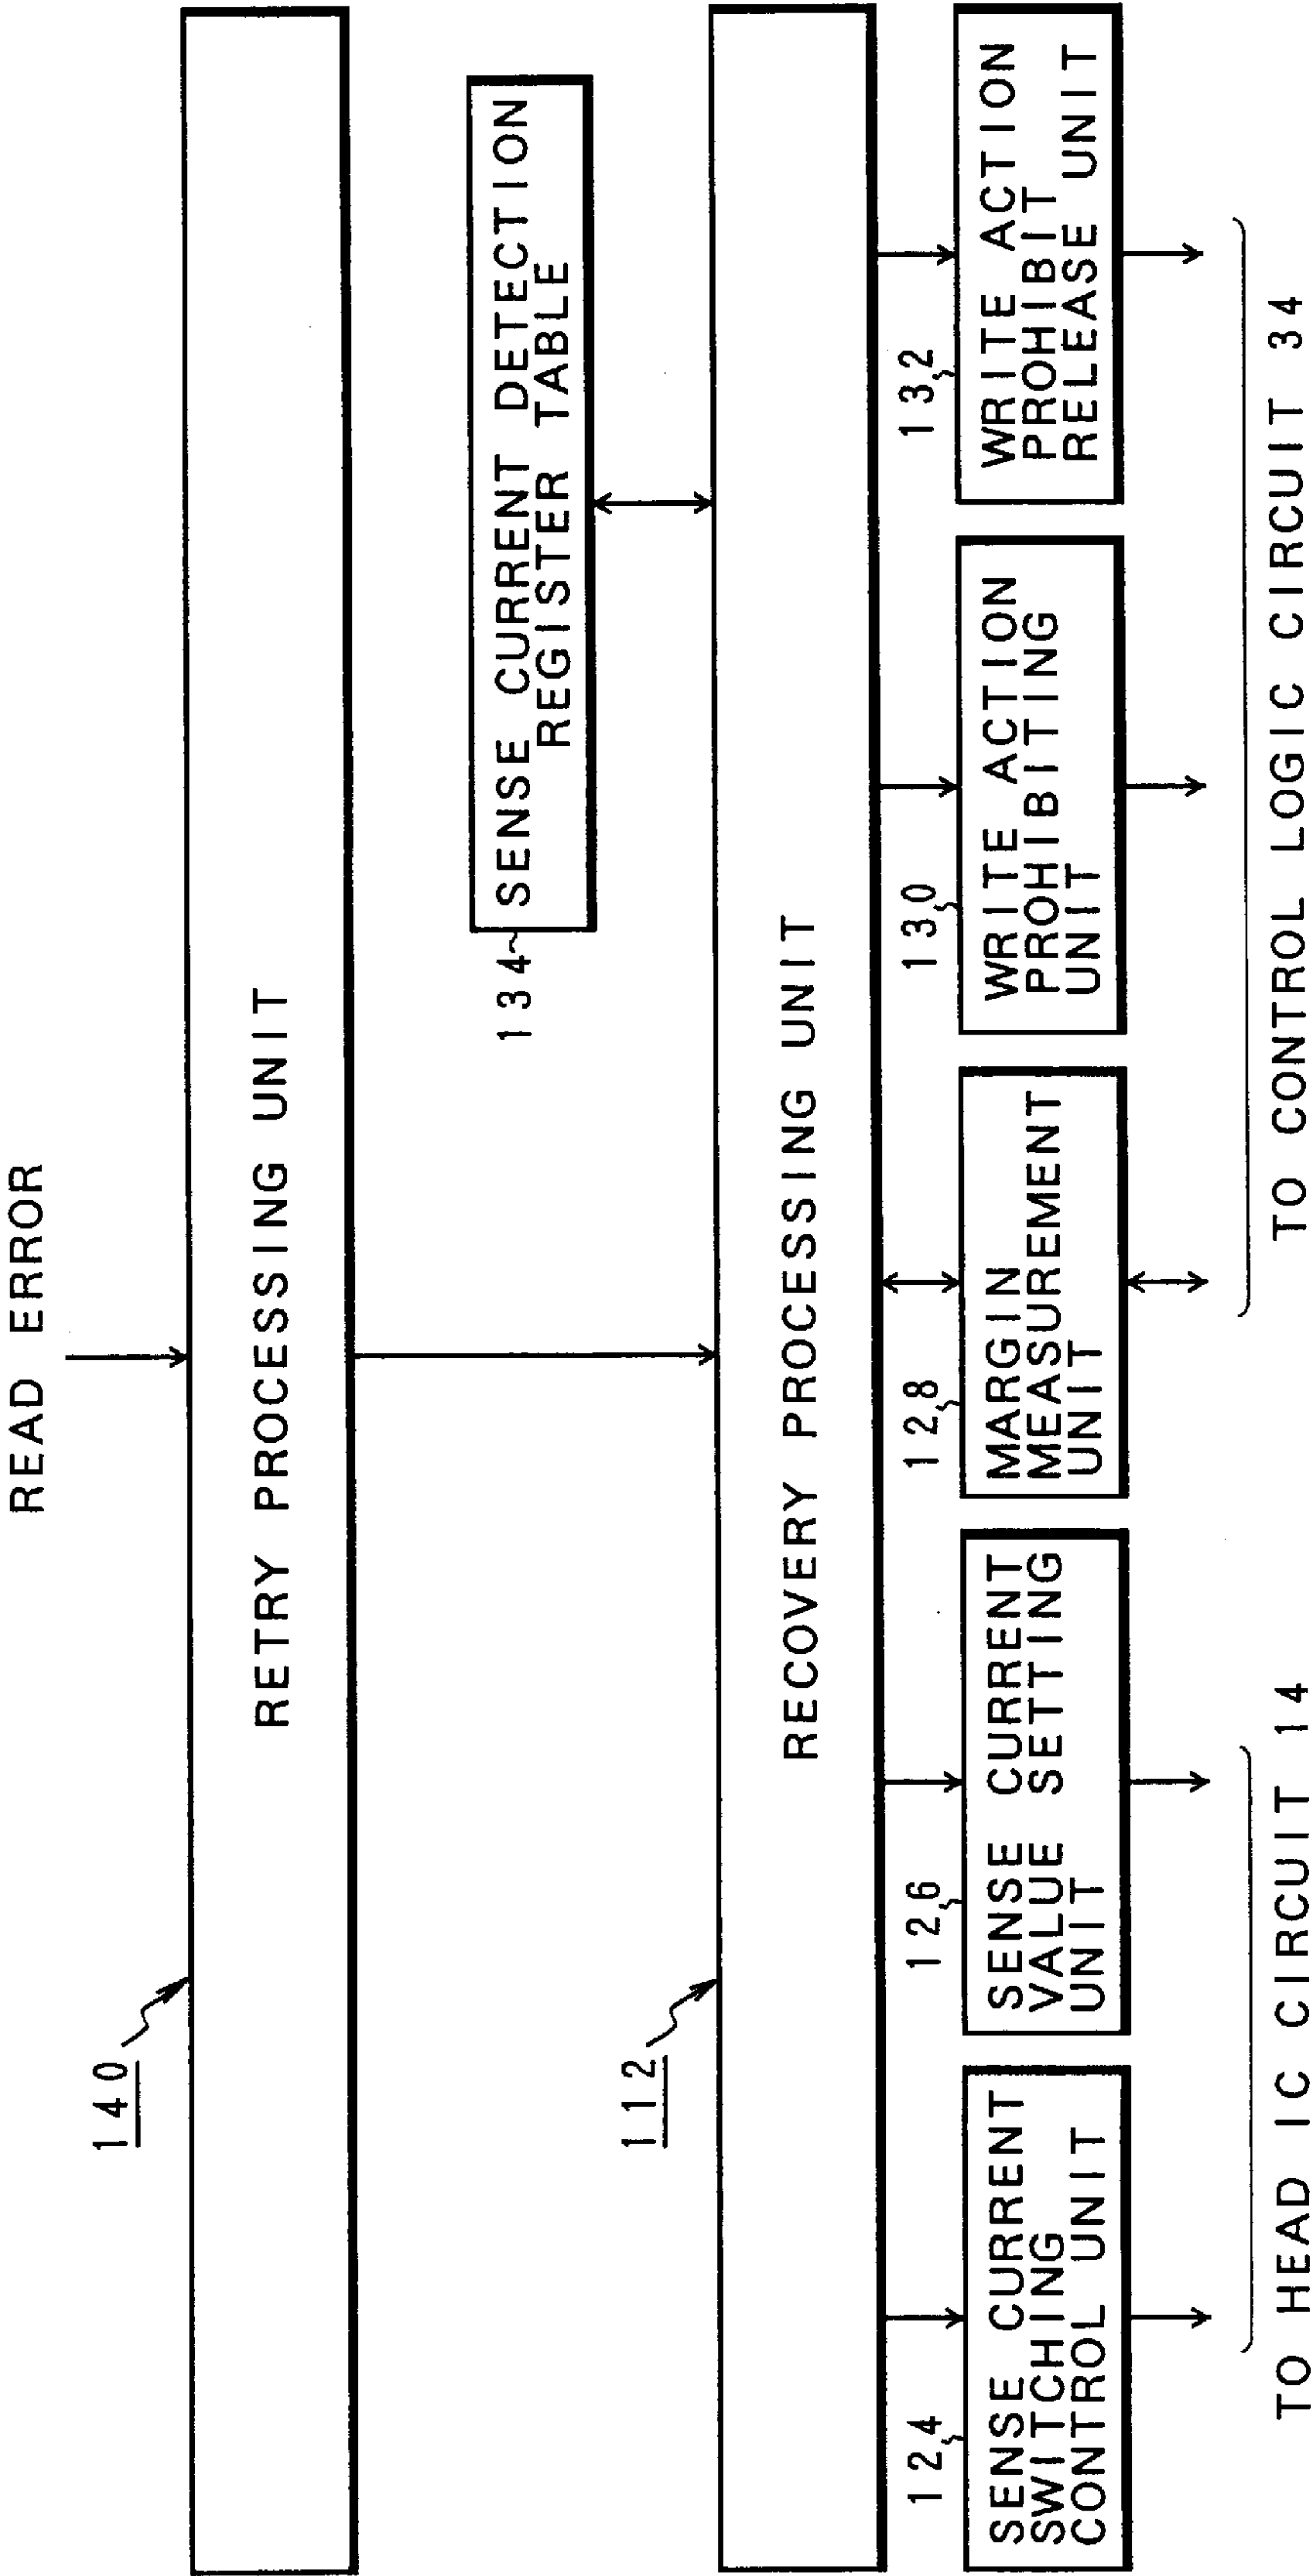 READ ERROR
140
RETRY PROCESSING UNIT
134
SENSE CURRENT DETECTION
REGISTER TABLE
112
RECOVERY PROCESSING UNIT
124
SENSE CURRENT
SWITCHING
CONTROL UNIT
126
SENSE CURRENT
VALUE SETTING
UNIT
128
MARGIN
MEASUREMENT
UNIT
130
WRITE ACTION
PROHIBITING
UNIT
132
WRITE ACTION
PROHIBIT
RELEASE UNIT
TO HEAD IC CIRCUIT 14
TO CONTROL LOGIC CIRCUIT 34